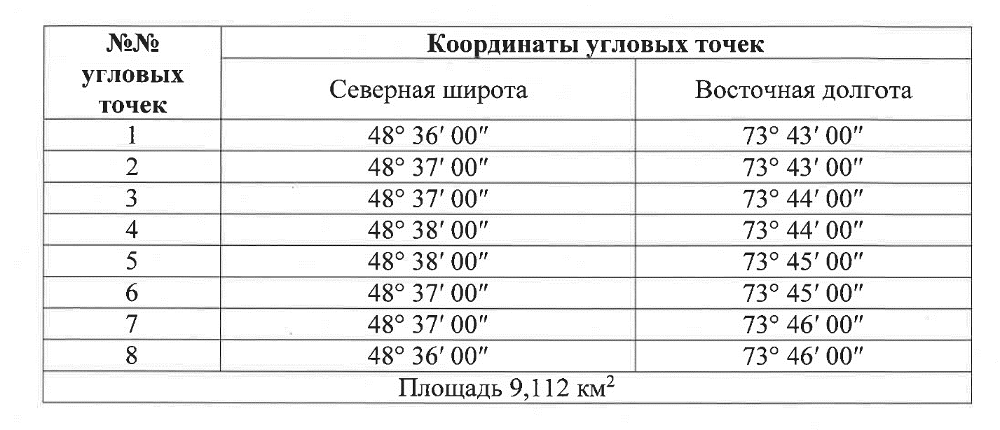 №№ угловых точек Координаты угловых точек
Северная широта Восточная долгота
1 48° 36′ 00″ 73° 43′ 00″
2 48° 37′ 00″ 73° 43′ 00″
3 48° 37′ 00″ 73° 44′ 00″
4 48° 38′ 00″ 73° 44′ 00″
5 48° 38′ 00″ 73° 45′ 00″
6 48° 37′ 00″ 73° 45′ 00″
7 48° 37′ 00″ 73° 46′ 00″
8 48° 36′ 00″ 73° 46′ 00″
Площадь 9,112 км²